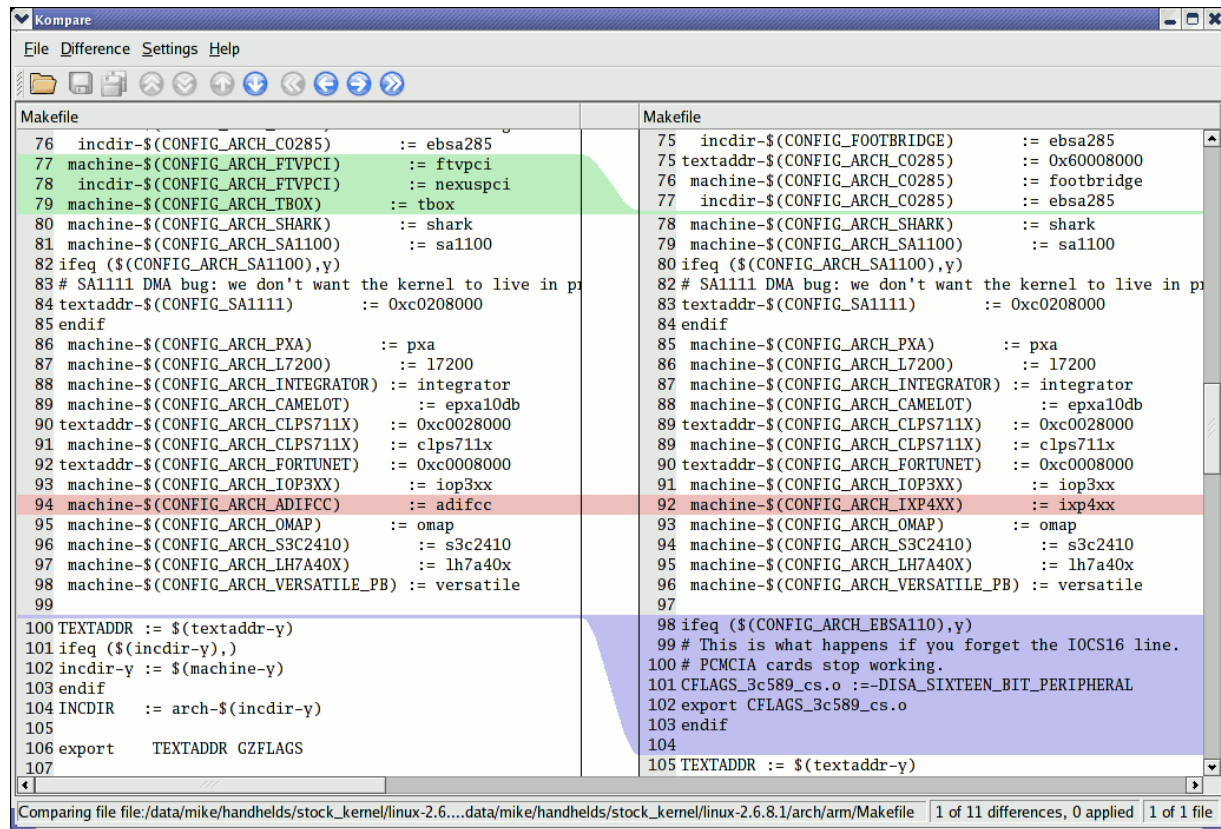 Kompare
File Difference Settings Help
Makefile
76 incdir-$(CONFIG_ARCH_CO285) := ebsa285
77 machine-$(CONFIG_ARCH_FTVPCI) := ftvpci
78 incdir-$(CONFIG_ARCH_FTVPCI) := nexuspci
79 machine-$(CONFIG_ARCH_TBOX) := tbox
80 machine-$(CONFIG_ARCH_SHARK) := shark
81 machine-$(CONFIG_ARCH_SA1100) := sa1100
82 ifeq ($(CONFIG_ARCH_SA1100),y)
83 # SA1111 DMA bug: we don't want the kernel to live in
84 textaddr-$(CONFIG_SA1111) := 0xc0208000
85 endif
86 machine-$(CONFIG_ARCH_PXA) := pxa
87 machine-$(CONFIG_ARCH_L7200) := l7200
88 machine-$(CONFIG_ARCH_INTEGRATOR) := integrator
89 machine-$(CONFIG_ARCH_CAMELOT) := epxa10db
90 textaddr-$(CONFIG_ARCH_CLPS711X) := 0xc0028000
91 machine-$(CONFIG_ARCH_CLPS711X) := clps711x
92 textaddr-$(CONFIG_ARCH_FORTUNET) := 0xc0008000
93 machine-$(CONFIG_ARCH_IOP3XX) := iop3xx
94 machine-$(CONFIG_ARCH_ADIFCC) := adifcc
95 machine-$(CONFIG_ARCH_OMAP) := omap
96 machine-$(CONFIG_ARCH_S3C2410) := s3c2410
97 machine-$(CONFIG_ARCH_LH7A40X) := lh7a40x
98 machine-$(CONFIG_ARCH_VERSATILE_PB) := versatile
99
100 TEXTADDR := $(textaddr-y)
101 ifeq ($(incdir-y),)
102 incdir-y := $(machine-y)
103 endif
104 INCDIR := arch-$(incdir-y)
105
106 export TEXTADDR GZFLAGS
107
Makefile
75 incdir-$(CONFIG_FOOTBRIDGE) := ebsa285
75 textaddr-$(CONFIG_ARCH_CO285) := 0x60008000
76 machine-$(CONFIG_ARCH_CO285) := footbridge
77 incdir-$(CONFIG_ARCH_CO285) := ebsa285
78 machine-$(CONFIG_ARCH_SHARK) := shark
79 machine-$(CONFIG_ARCH_SA1100) := sa1100
80 ifeq ($(CONFIG_ARCH_SA1100),y)
82 # SA1111 DMA bug: we don't want the kernel to live in
83 textaddr-$(CONFIG_SA1111) := 0xc0208000
84 endif
85 machine-$(CONFIG_ARCH_PXA) := pxa
86 machine-$(CONFIG_ARCH_L7200) := l7200
87 machine-$(CONFIG_ARCH_INTEGRATOR) := integrator
88 machine-$(CONFIG_ARCH_CAMELOT) := epxa10db
89 textaddr-$(CONFIG_ARCH_CLPS711X) := 0xc0028000
89 machine-$(CONFIG_ARCH_CLPS711X) := clps711x
90 textaddr-$(CONFIG_ARCH_FORTUNET) := 0xc0008000
91 machine-$(CONFIG_ARCH_IOP3XX) := iop3xx
92 machine-$(CONFIG_ARCH_IXP4XX) := ixp4xx
93 machine-$(CONFIG_ARCH_OMAP) := omap
94 machine-$(CONFIG_ARCH_S3C2410) := s3c2410
95 machine-$(CONFIG_ARCH_LH7A40X) := lh7a40x
96 machine-$(CONFIG_ARCH_VERSATILE_PB) := versatile
97
98 ifeq ($(CONFIG_ARCH_EBSA110),y)
99 # This is what happens if you forget the IOCS16 line.
100 # PCMCIA cards stop working.
101 CFLAGS_3c589_cs.o :=-DISA_SIXTEEN_BIT_PERIPHERAL
102 export CFLAGS_3c589_cs.o
103 endif
104
105 TEXTADDR := $(textaddr-y)
Comparing file file:/data/mike/handhelds/stock_kernel/linux-2.6....data/mike/handhelds/stock_kernel/linux-2.6.8.1/arch/arm/Makefile
1 of 11 differences, 0 applied
1 of 1 file